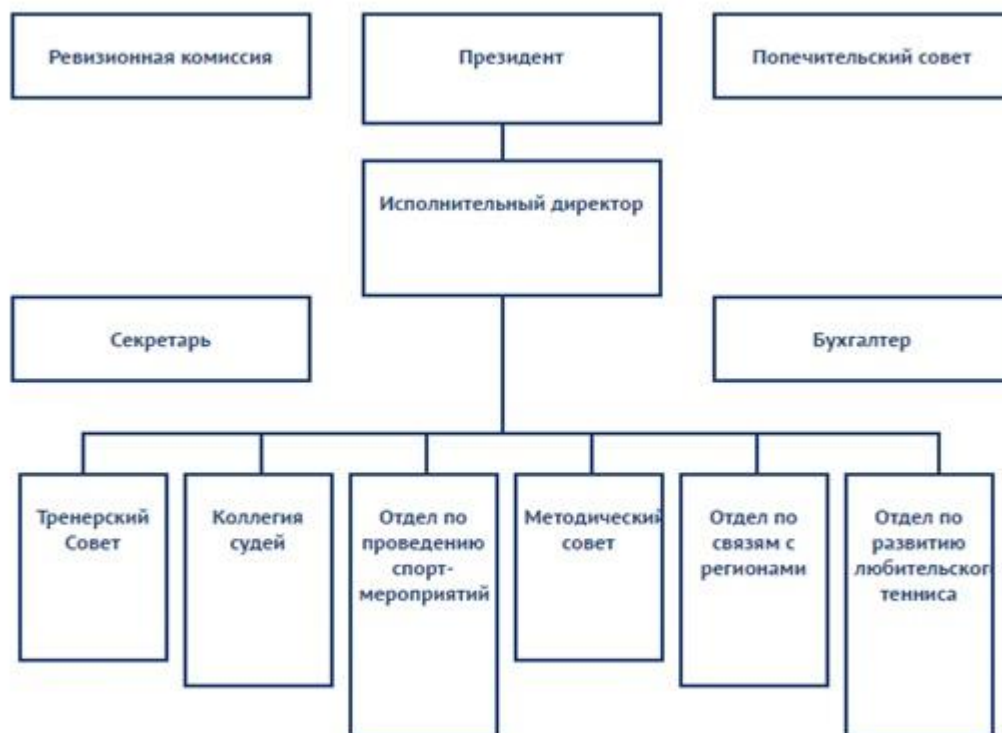 Ревизионная комиссия
Президент
Попечительский совет
Исполнительный директор
Секретарь
Бухгалтер
Тренерский
Совет
Коллегия
судей
Отдел по
проведению
спорт-
мероприятий
Методический
совет
Отдел по
связям с
регионами
Отдел по
развитию
любительского
тенниса